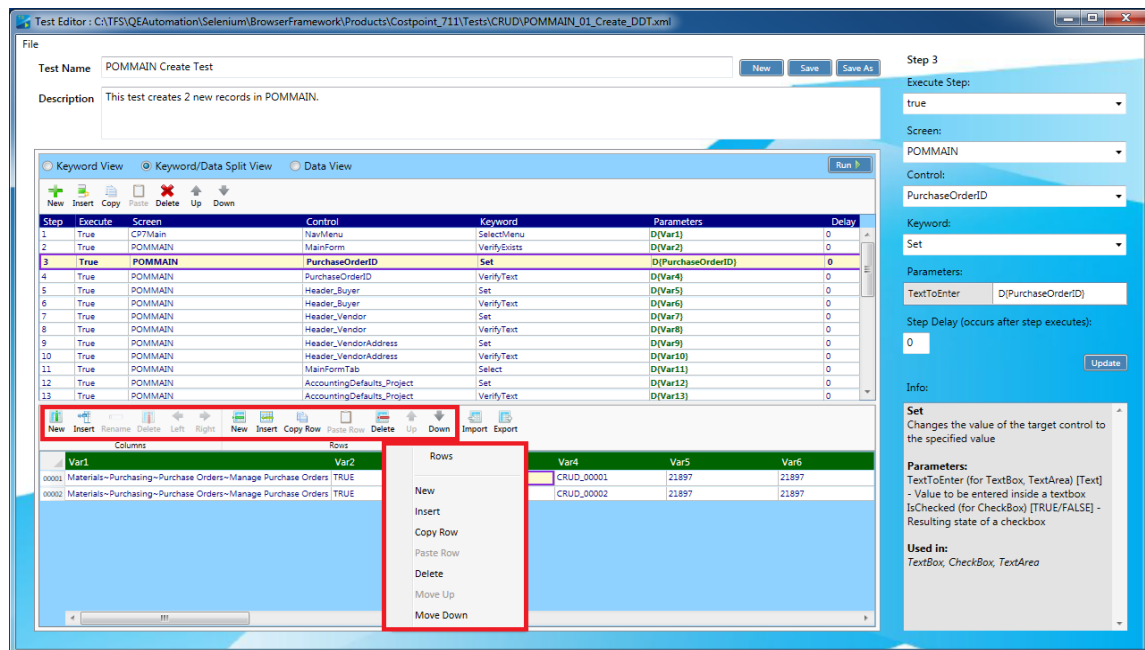 Test Editor : C:\TFS\QEAutomation\Selenium\BrowserFramework\Products\Costpoint_711\Tests\CRUD\POMMAIN_01_Create_DDT.xml
File
Test Name POMMAIN Create Test New Save Save As
Description This test creates 2 new records in POMMAIN.
Keyword View Keyword/Data Split View Data View Run
New Insert Copy Paste Delete Up Down
Step Execute Screen Control Keyword Parameters Delay
1 True CP7Main NavMenu SelectMenu D{Var1} 0
2 True POMMAIN MainForm VerifyExists D{Var2} 0
3 True POMMAIN PurchaseOrderID Set D{PurchaseOrderID} 0
4 True POMMAIN PurchaseOrderID VerifyText D{Var4} 0
5 True POMMAIN Header_Buyer Set D{Var5} 0
6 True POMMAIN Header_Buyer VerifyText D{Var6} 0
7 True POMMAIN Header_Vendor Set D{Var7} 0
8 True POMMAIN Header_Vendor VerifyText D{Var8} 0
9 True POMMAIN Header_VendorAddress Set D{Var9} 0
10 True POMMAIN Header_VendorAddress VerifyText D{Var10} 0
11 True POMMAIN MainFormTab Select D{Var11} 0
12 True POMMAIN AccountingDefaults_Project Set D{Var12} 0
13 True POMMAIN AccountingDefaults_Project VerifyText D{Var13} 0
New Insert Rename Delete Left Right New Insert Copy Row Paste Row Delete Up Down Import Export
Columns Rows
Var1 Var2 Var4 Var5 Var6
00001 Materials~Purchasing~Purchase Orders~Manage Purchase Orders TRUE CRUD_00001 21897 21897
00002 Materials~Purchasing~Purchase Orders~Manage Purchase Orders TRUE CRUD_00002 21897 21897
Rows
New
Insert
Copy Row
Paste Row
Delete
Move Up
Move Down
Step 3
Execute Step:
true
Screen:
POMMAIN
Control:
PurchaseOrderID
Keyword:
Set
Parameters:
TextToEnter D{PurchaseOrderID}
Step Delay (occurs after step executes):
0
Update
Info:
Set
Changes the value of the target control to
the specified value
Parameters:
TextToEnter (for TextBox, TextArea) [Text]
- Value to be entered inside a textbox
IsChecked (for CheckBox) [TRUE/FALSE] -
Resulting state of a checkbox
Used in:
TextBox, CheckBox, TextArea